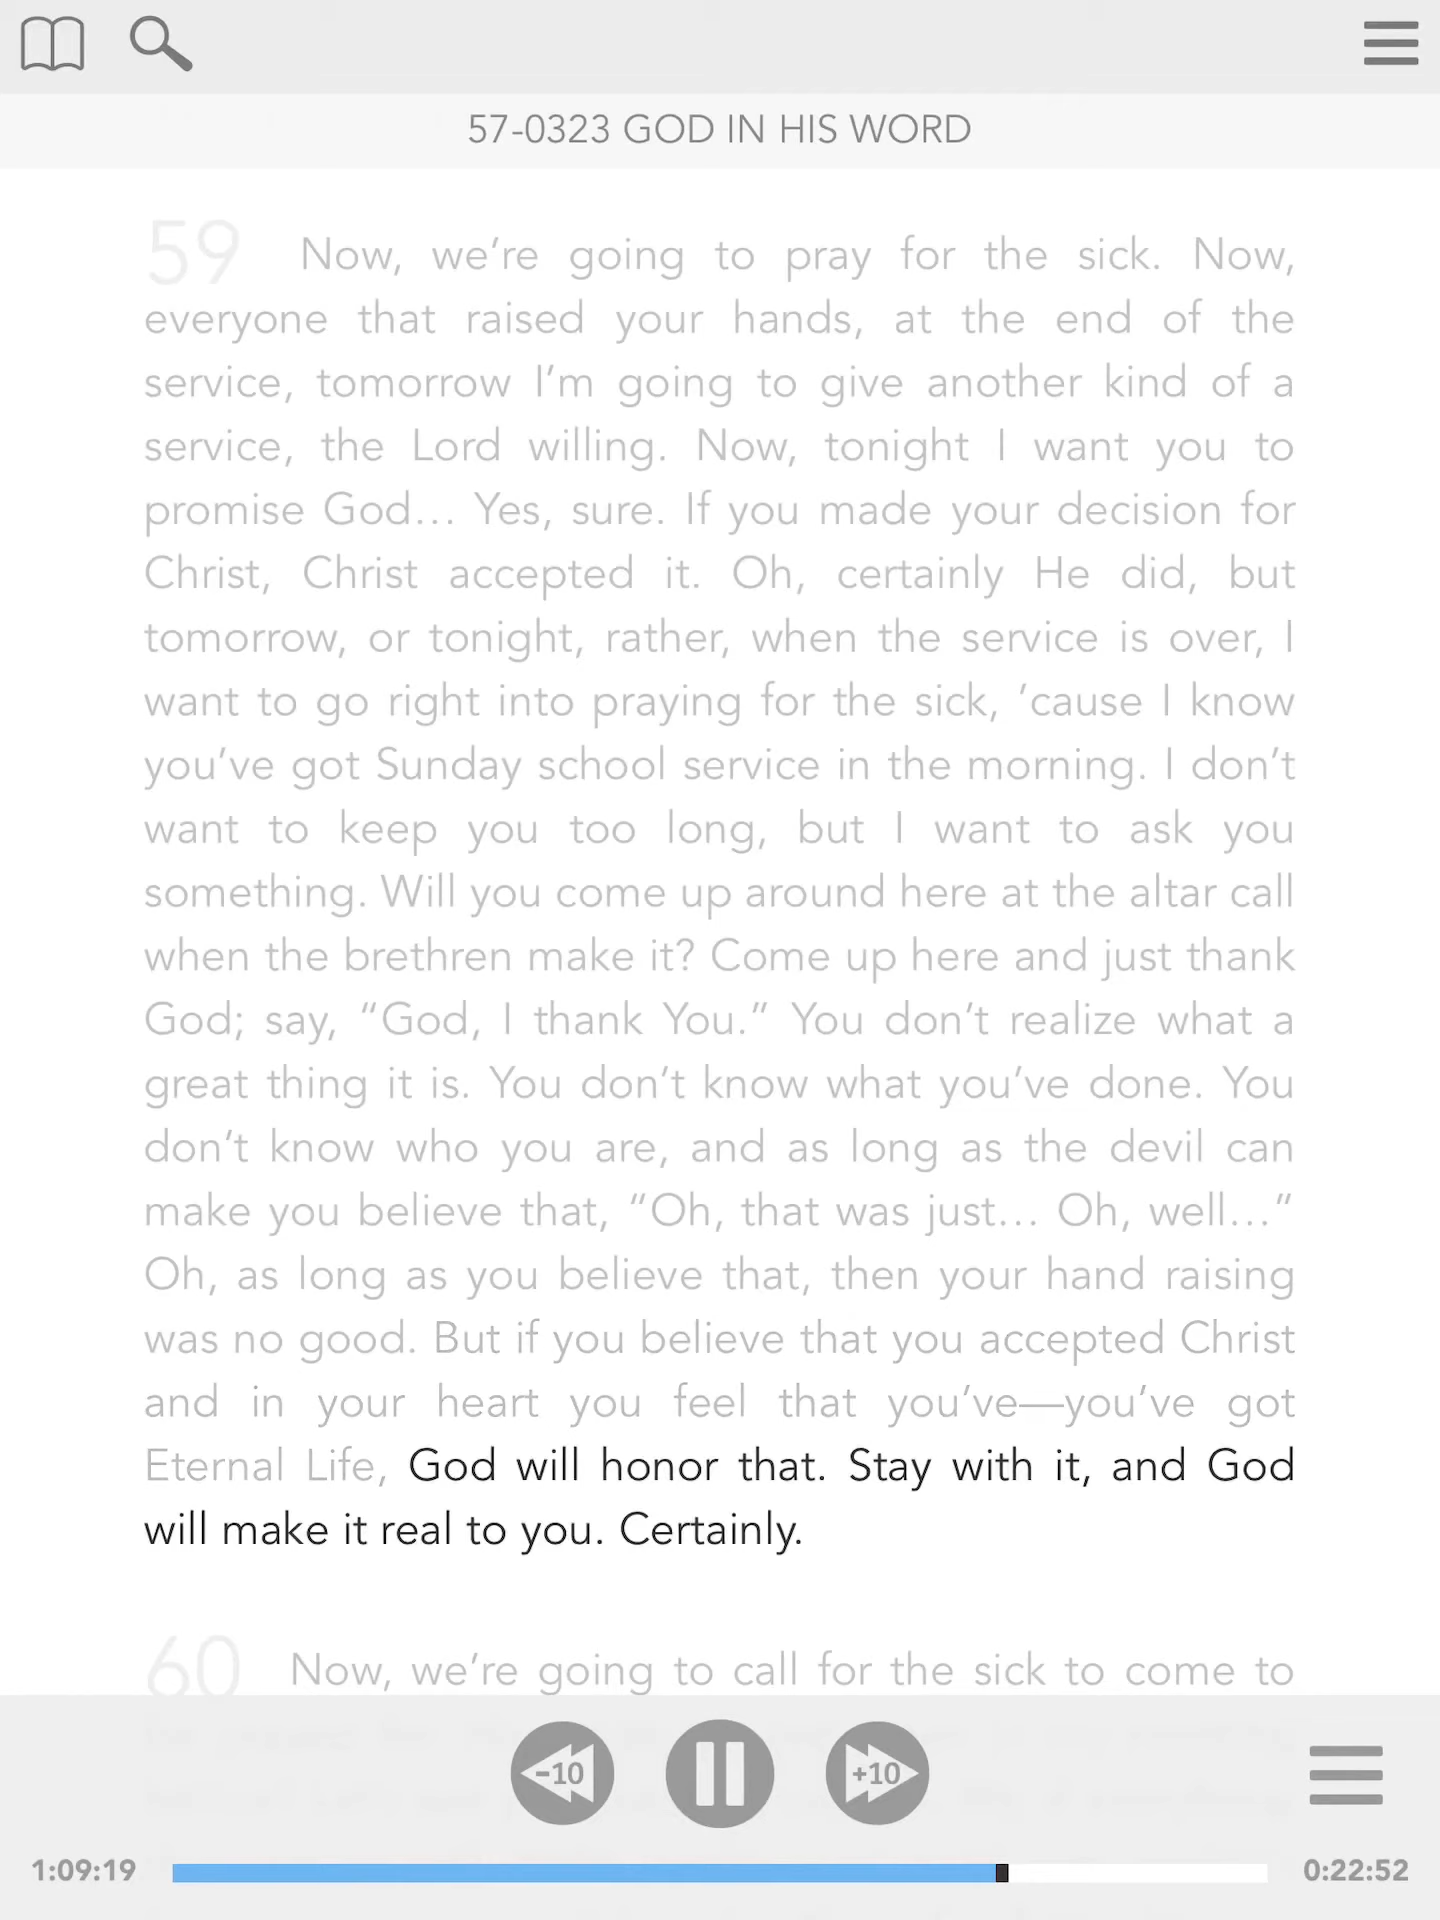 57-0323 GOD IN HIS WORD
59 Now, we’re going to pray for the sick. Now,
everyone that raised your hands, at the end of the
service, tomorrow I’m going to give another kind of a
service, the Lord willing. Now, tonight I want you to
promise God… Yes, sure. If you made your decision for
Christ, Christ accepted it. Oh, certainly He did, but
tomorrow, or tonight, rather, when the service is over, I
want to go right into praying for the sick, ’cause I know
you’ve got Sunday school service in the morning. I don’t
want to keep you too long, but I want to ask you
something. Will you come up around here at the altar call
when the brethren make it? Come up here and just thank
God; say, “God, I thank You.” You don’t realize what a
great thing it is. You don’t know what you’ve done. You
don’t know who you are, and as long as the devil can
make you believe that, “Oh, that was just… Oh, well…”
Oh, as long as you believe that, then your hand raising
was no good. But if you believe that you accepted Christ
and in your heart you feel that you’ve—you’ve got
Eternal Life, God will honor that. Stay with it, and God
will make it real to you. Certainly.
60 Now, we’re going to call for the sick to come to
-10 +10
1:09:19 0:22:52